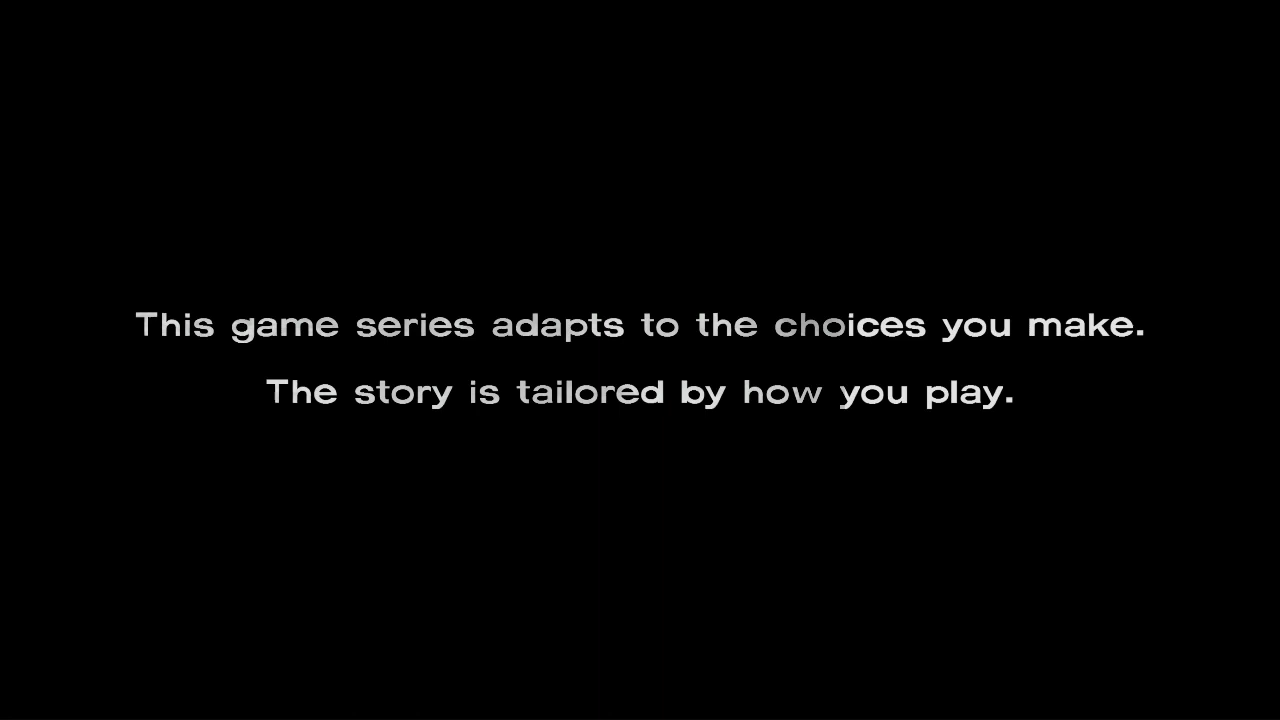 This game series adapts to the choices you make.
The story is tailored by how you play.